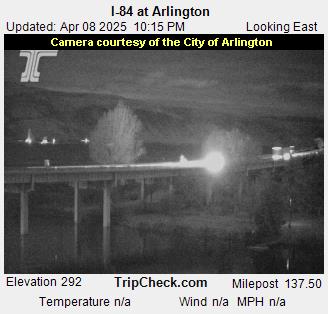 I-84 at Arlington
Updated: Apr 08 2025 10:15 PM Looking East
Camera courtesy of the City of Arlington
Elevation 292 TripCheck.com Milepost 137.50
Temperature n/a Wind n/a MPH n/a